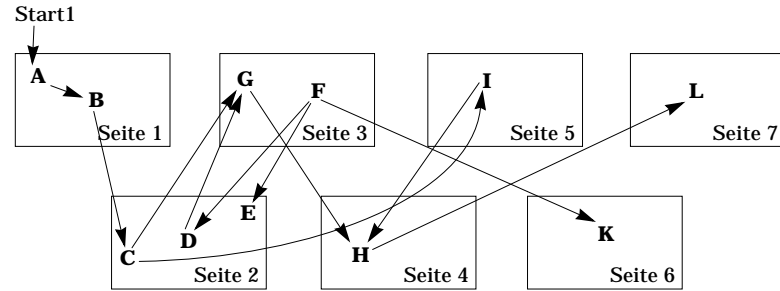 Start1
A
B
Seite 1
G
F
Seite 3
I
Seite 5
L
Seite 7
C
D
E
Seite 2
H
Seite 4
K
Seite 6